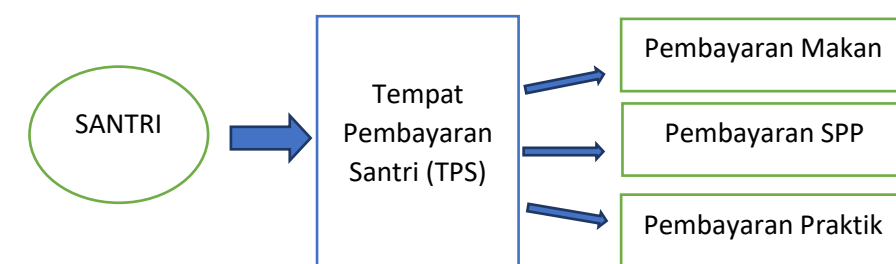 SANTRI
Tempat
Pembayaran
Santri (TPS)
Pembayaran Makan
Pembayaran SPP
Pembayaran Praktik